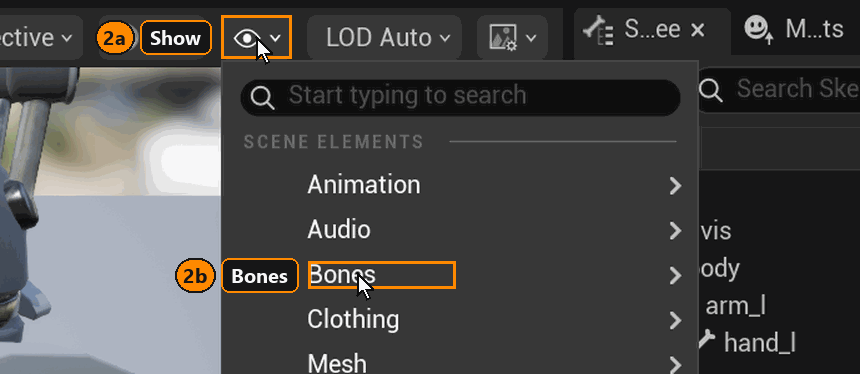 ective
2a Show
LOD Auto
S...ee
M...ts
Start typing to search
Search Ske
SCENE ELEMENTS
Animation
Audio
2b Bones
Bones
Clothing
Mesh
vis
ody
arm_l
hand_l